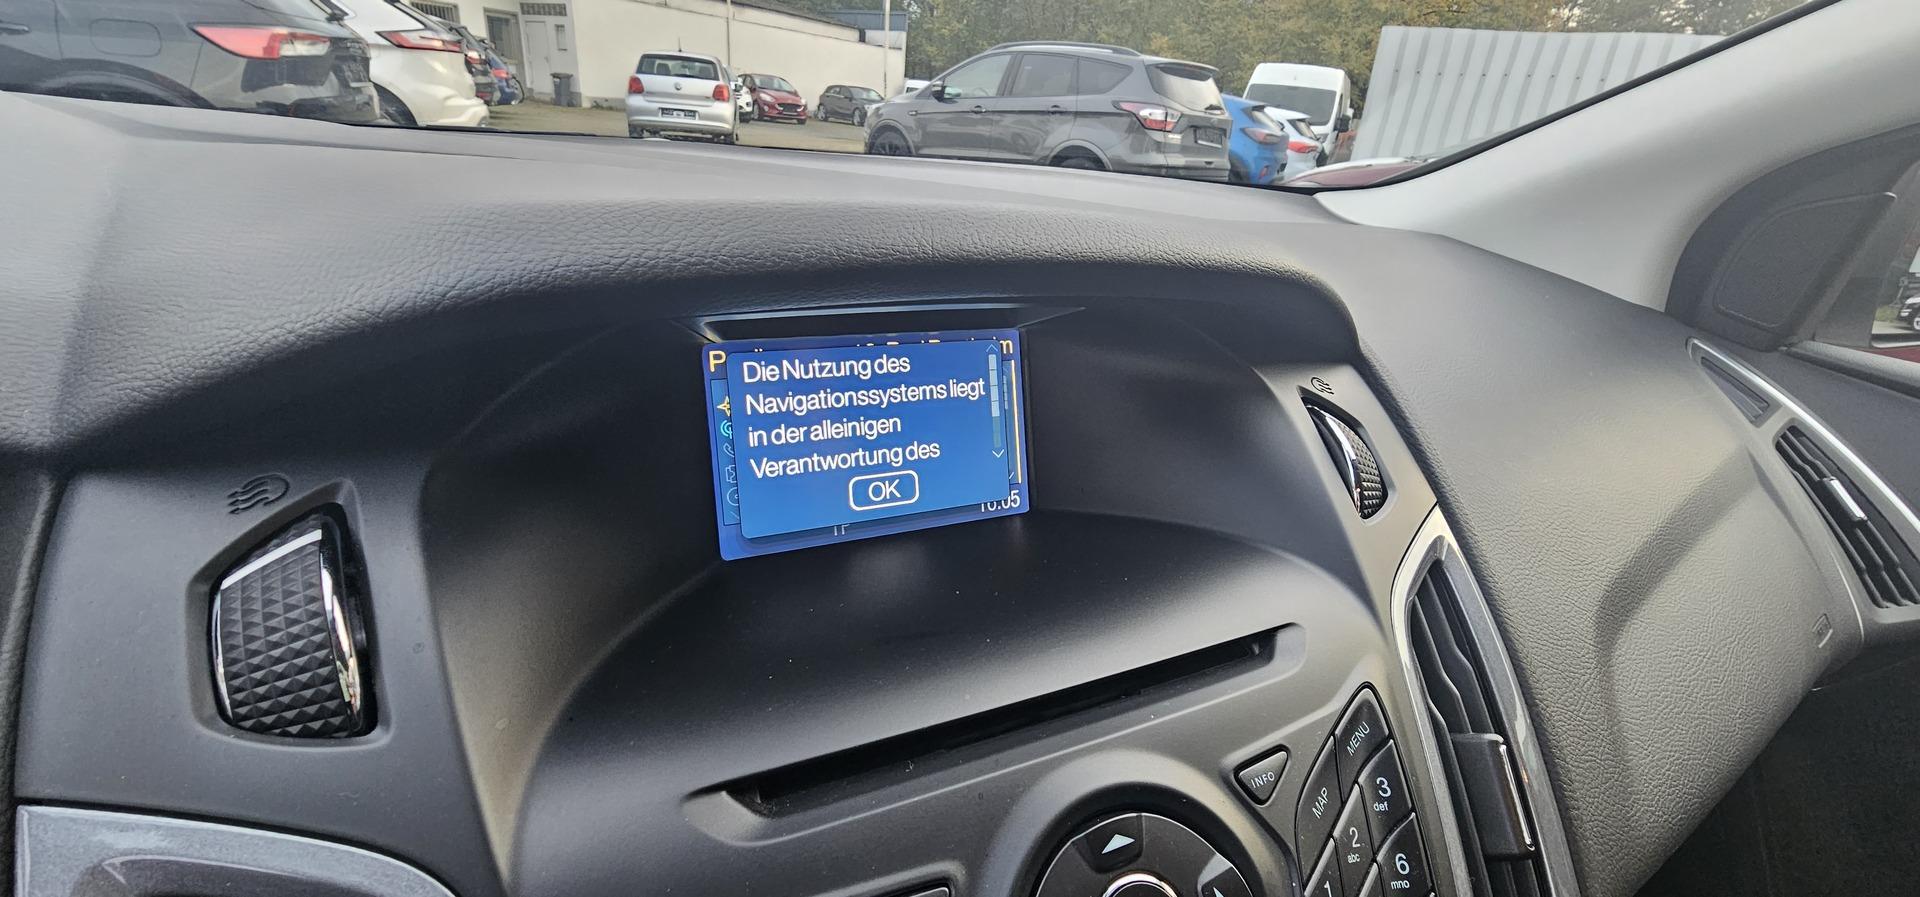 Die Nutzung des
Navigationssystems liegt
in der alleinigen
Verantwortung des
OK
INFO
MAP
MENU
1
2
abc
3
def
6
mno